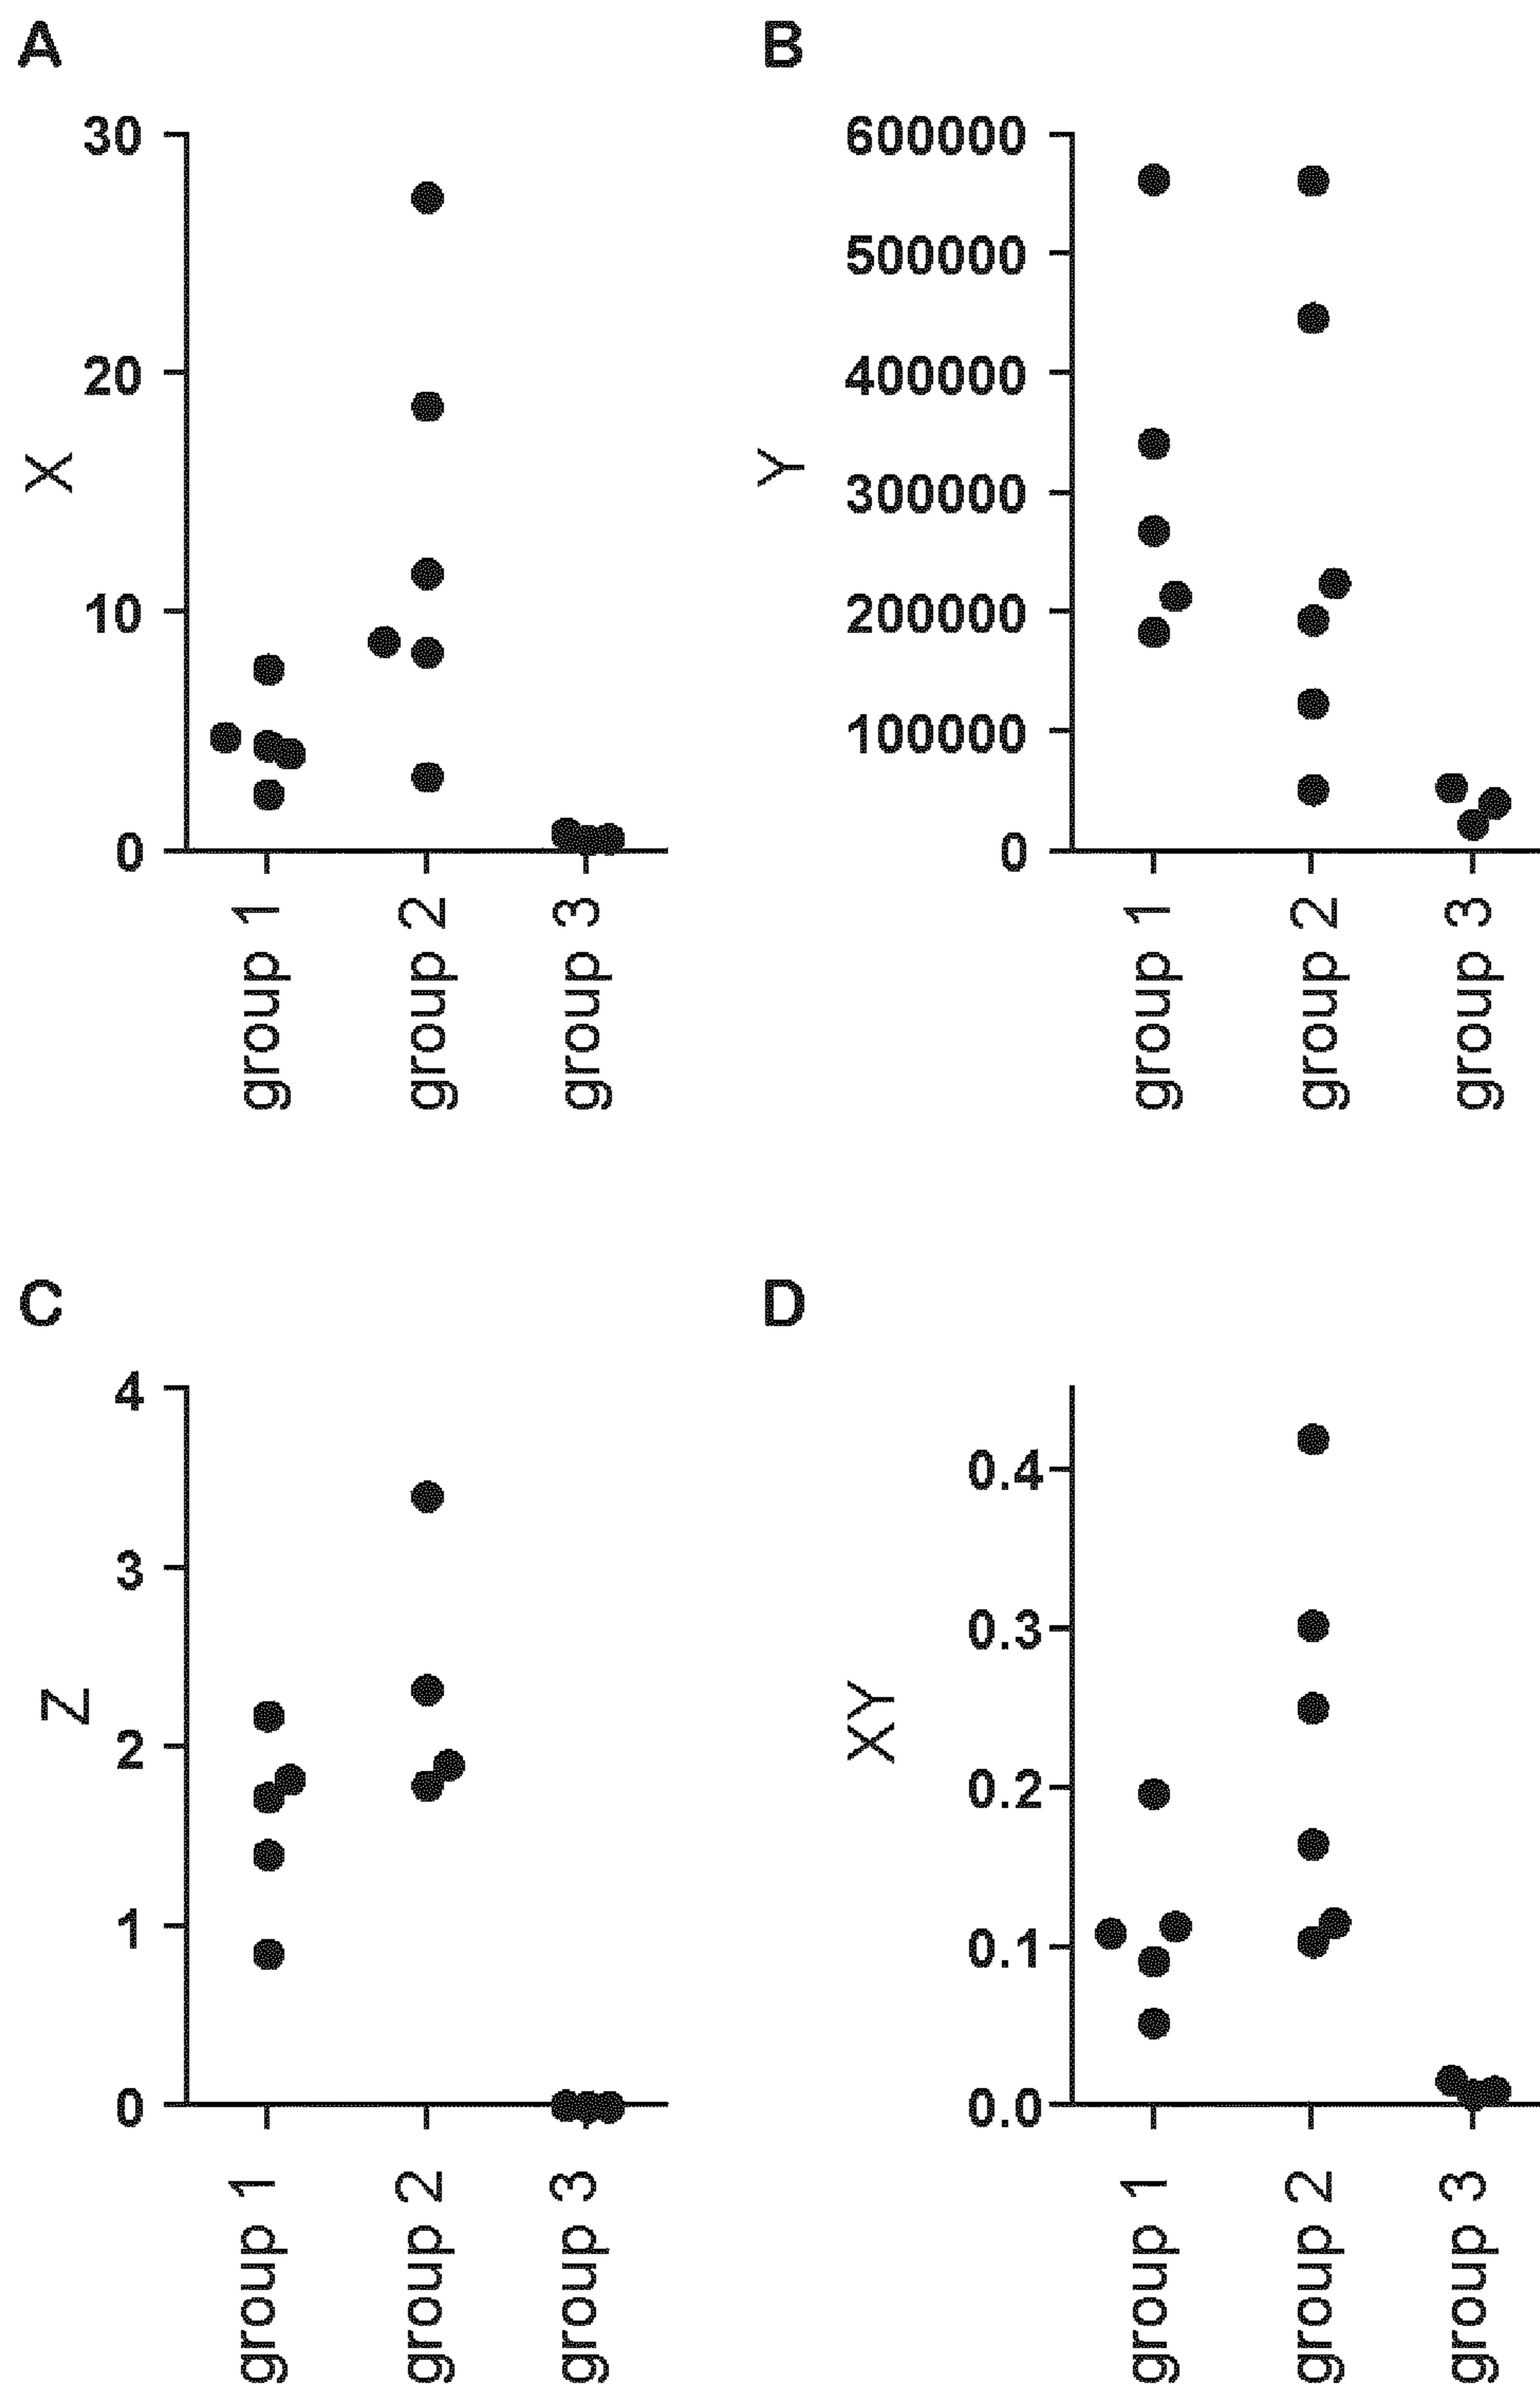 A
30
20
10
0
X
group 1
group 2
group 3
B
600000
500000
400000
300000
200000
100000
0
Y
group 1
group 2
group 3
C
4
3
2
1
0
Z
group 1
group 2
group 3
D
0.4
0.3
0.2
0.1
0.0
XY
group 1
group 2
group 3